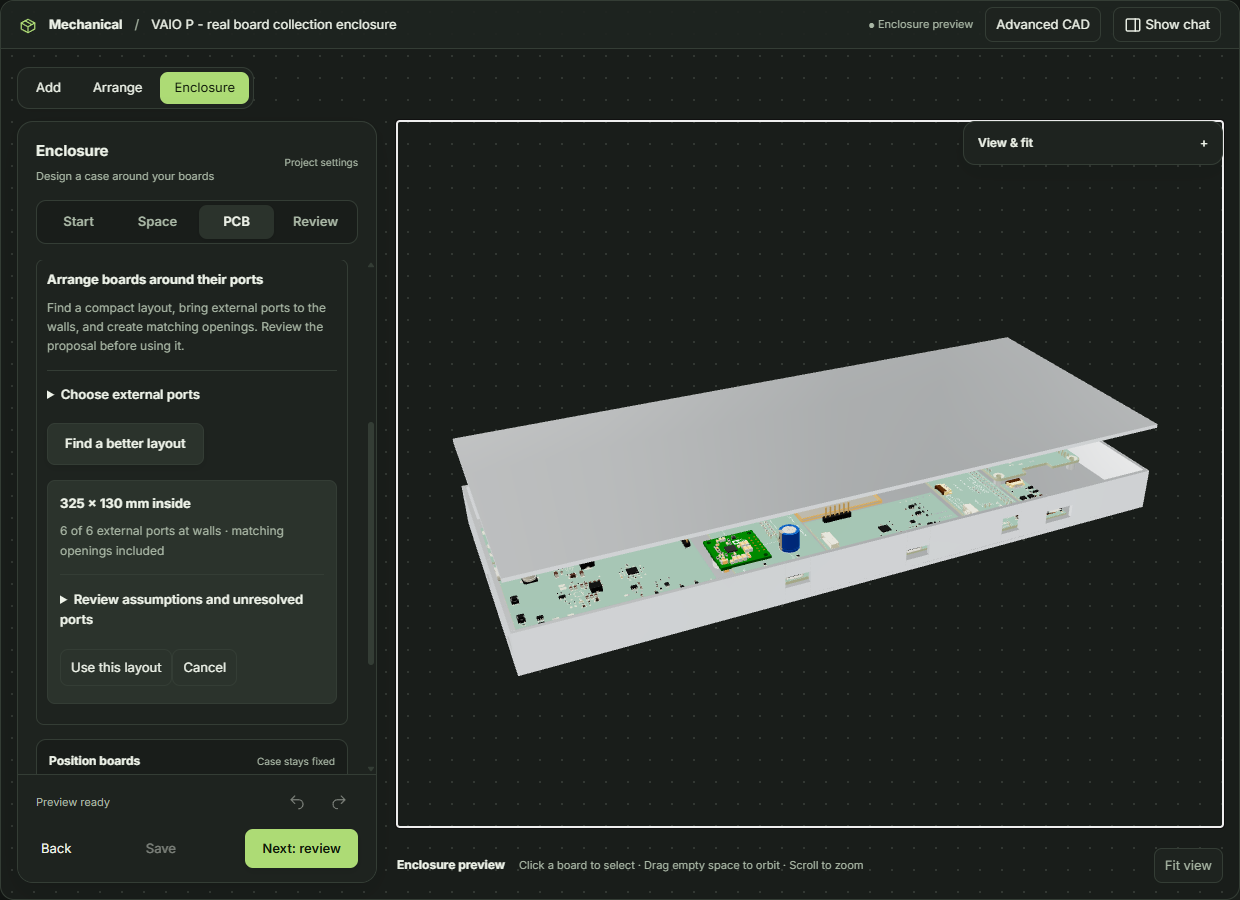 Mechanical / VAIO P - real board collection enclosure
Enclosure preview
Advanced CAD
Show chat
Add
Arrange
Enclosure
Enclosure
Design a case around your boards
Project settings
Start
Space
PCB
Review
Arrange boards around their ports
Find a compact layout, bring external ports to the
walls, and create matching openings. Review the
proposal before using it.
Choose external ports
Find a better layout
325 × 130 mm inside
6 of 6 external ports at walls · matching
openings included
Review assumptions and unresolved
ports
Use this layout
Cancel
Position boards
Case stays fixed
Preview ready
Back
Save
Next: review
View & fit
+
Enclosure preview
Click a board to select · Drag empty space to orbit · Scroll to zoom
Fit view